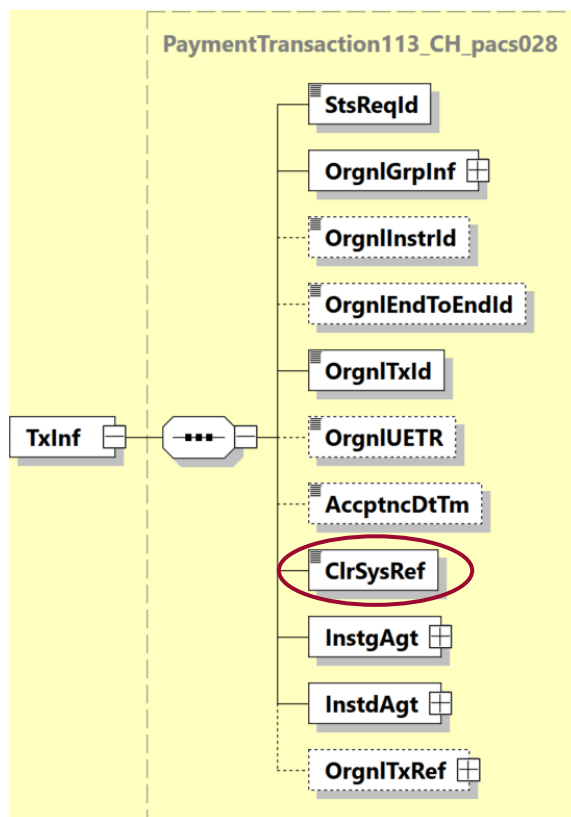 PaymentTransaction113_CH_pacs028
StsReqId
OrgnlGrpInf
OrgnlInstrId
OrgnlEndToEndId
OrgnlTxId
TxInf
OrgnlUETR
AccptncDtTm
ClrSysRef
InstgAgt
InstdAgt
OrgnlTxRef